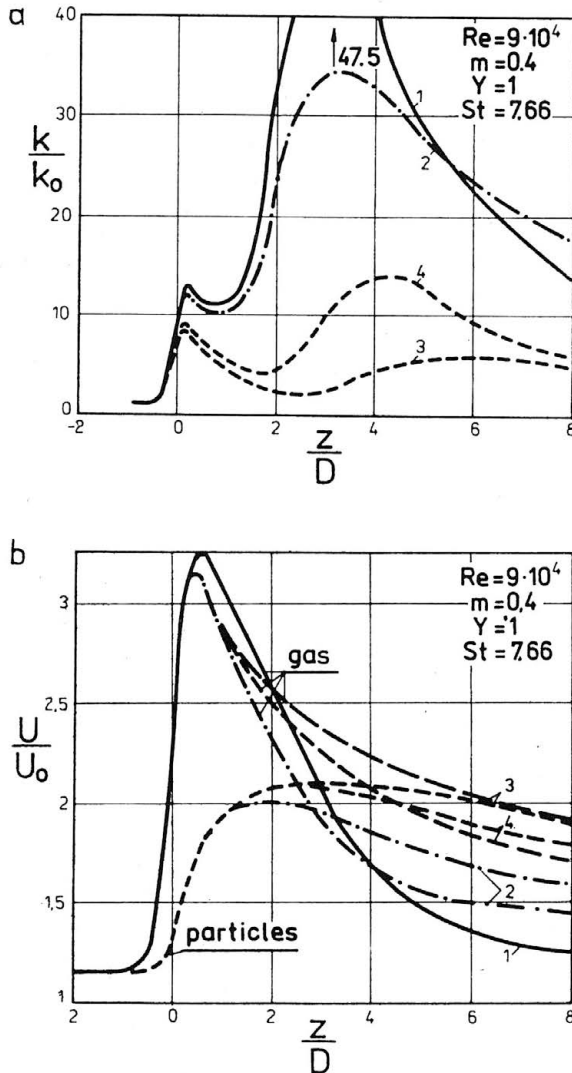 a
40
30
20
10
0
k
k₀
47.5
Re=9·10⁴
m=0.4
Y=1
St=7.66
1
2
4
3
-2
0
2
4
6
8
z
D
b
3
2,5
2
1,5
1
U
U₀
Re=9·10⁴
m=0,4
Y=1
St=7,66
gas
particles
3
4
2
1
2
0
2
4
6
8
z
D